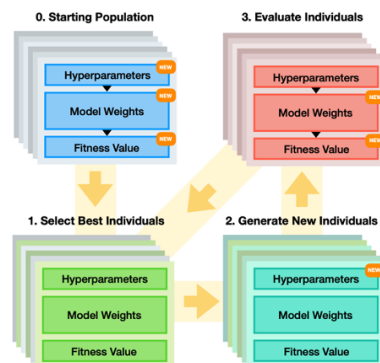 0. Starting Population
NEW
Hyperparameters
NEW
Model Weights
NEW
Fitness Value
3. Evaluate Individuals
Hyperparameters
NEW
Model Weights
NEW
Fitness Value
1. Select Best Individuals
Hyperparameters
Model Weights
Fitness Value
2. Generate New Individuals
NEW
Hyperparameters
Model Weights
Fitness Value